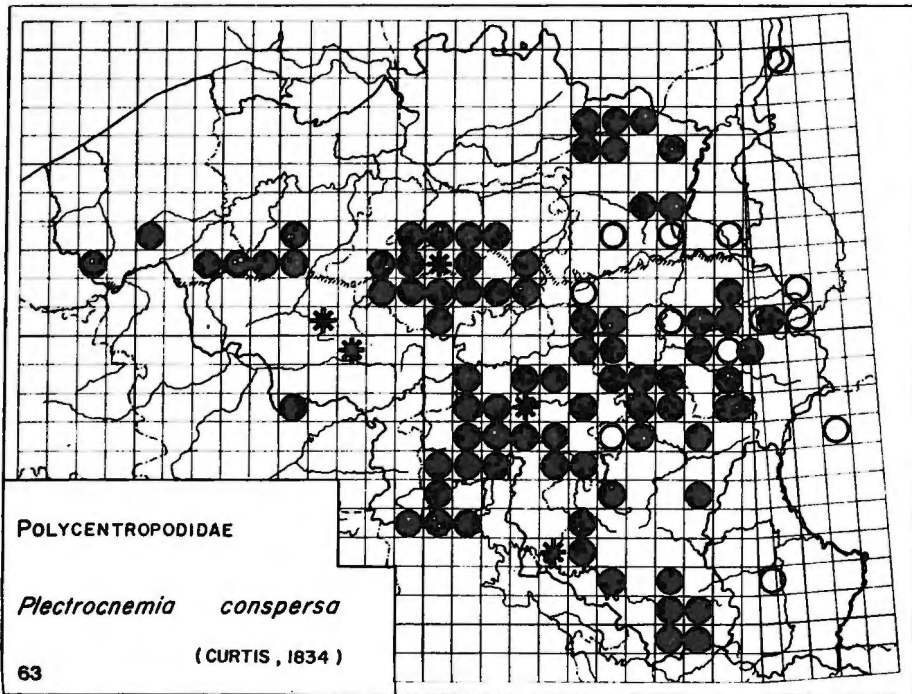 POLYCENTROPODIDAE
Plectrocnemia conspersa
(CURTIS, 1834)
63